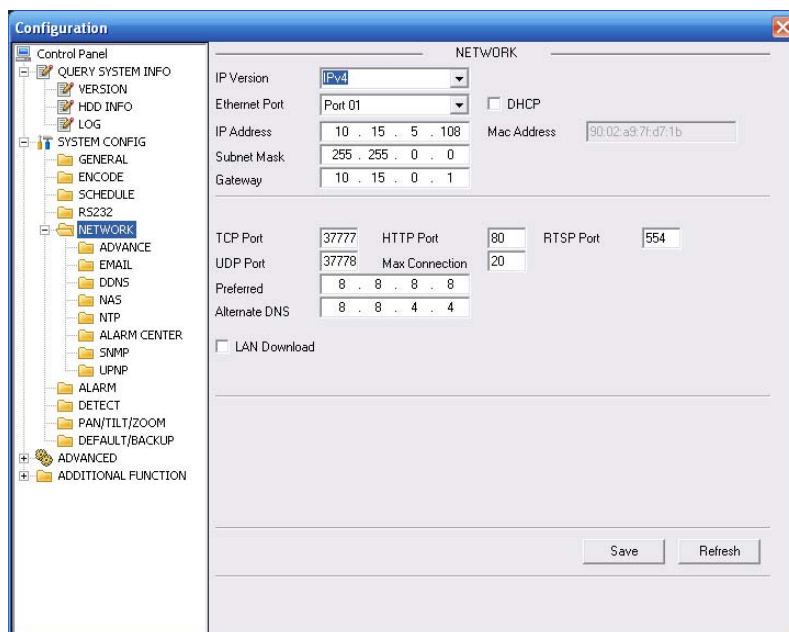 Configuration
Control Panel
QUERY SYSTEM INFO
VERSION
HDD INFO
LOG
SYSTEM CONFIG
GENERAL
ENCODE
SCHEDULE
RS232
NETWORK
ADVANCE
EMAIL
DDNS
NAS
NTP
ALARM CENTER
SNMP
UPNP
ALARM
DETECT
PAN/TILT/ZOOM
DEFAULT/BACKUP
ADVANCED
ADDITIONAL FUNCTION
NETWORK
IP Version IPv4
Ethernet Port Port 01 DHCP
IP Address 10 . 15 . 5 . 108 Mac Address 90:02:a9:7f:d7:1b
Subnet Mask 255 . 255 . 0 . 0
Gateway 10 . 15 . 0 . 1
TCP Port 37777 HTTP Port 80 RTSP Port 554
UDP Port 37778 Max Connection 20
Preferred 8 . 8 . 8 . 8
Alternate DNS 8 . 8 . 4 . 4
LAN Download
Save Refresh